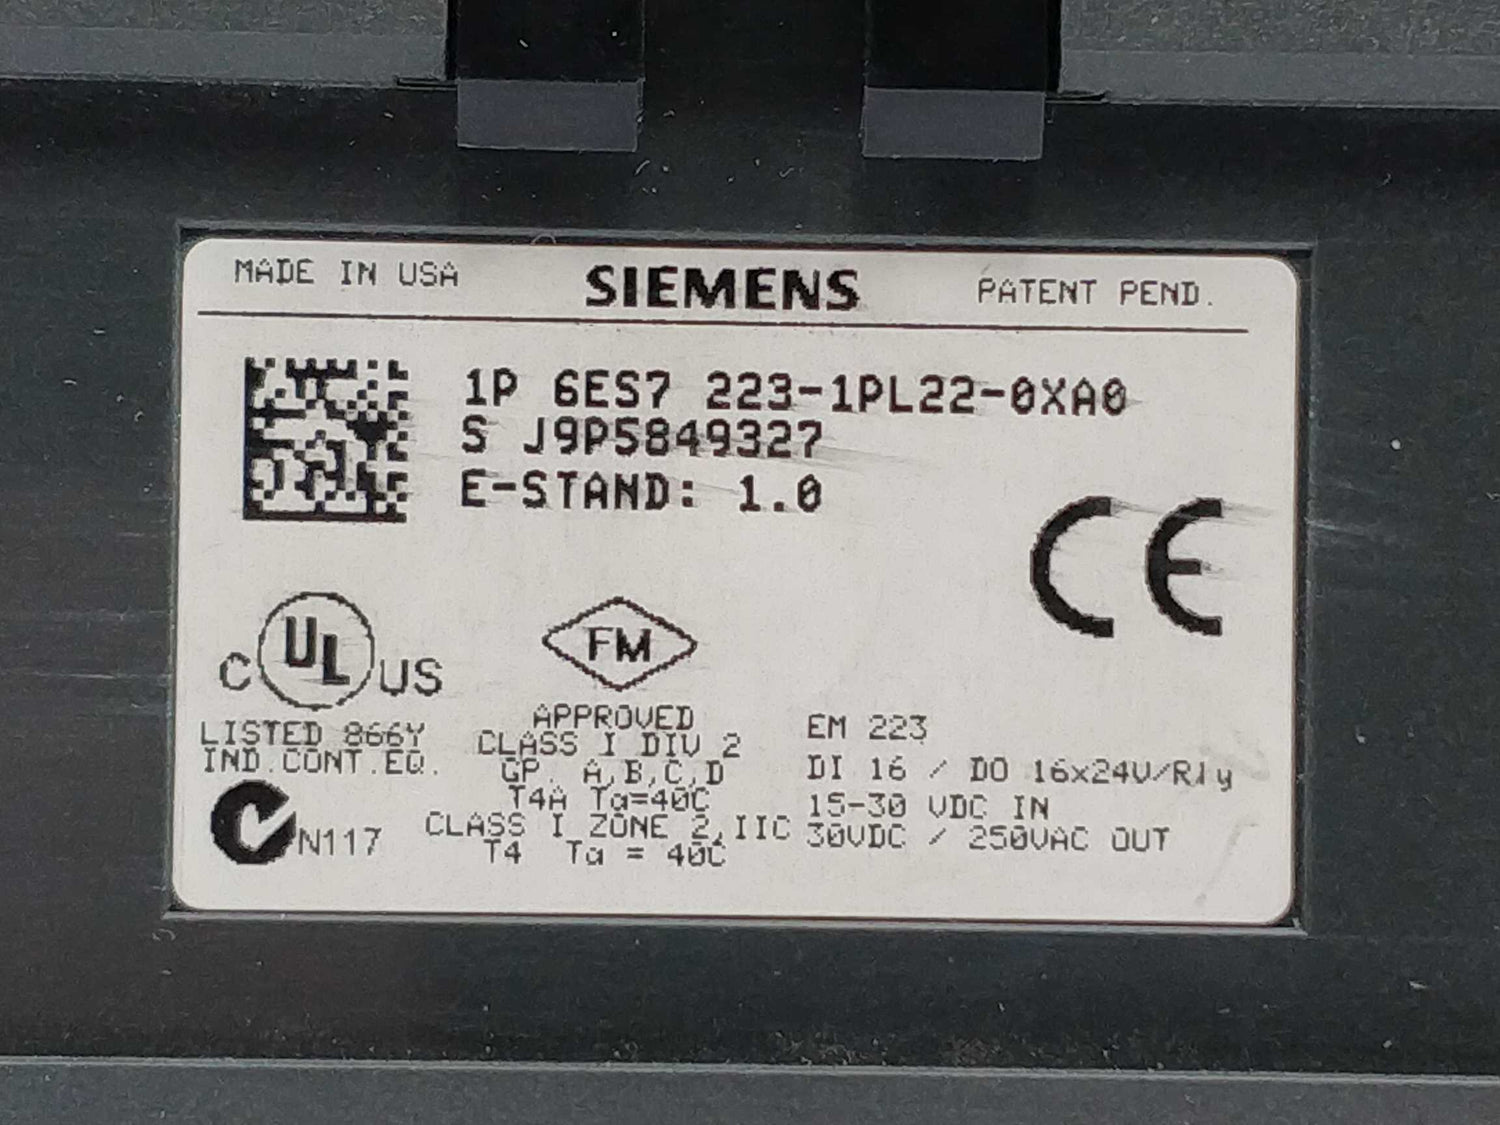 MADE IN USA SIEMENS PATENT PEND.
1P 6ES7 223-1PL22-0XA0
S J9P5849327
E-STAND: 1.0
CE
C UL US
LISTED 866Y
IND.CONT.EQ.
N117
FM
APPROVED
CLASS I DIV 2
GP. A,B,C,D
T4A Ta=40C
CLASS I ZONE 2,IIC
T4 Ta = 40C
EM 223
DI 16 / DO 16x24V/Rly
15-30 VDC IN
30VDC / 250VAC OUT